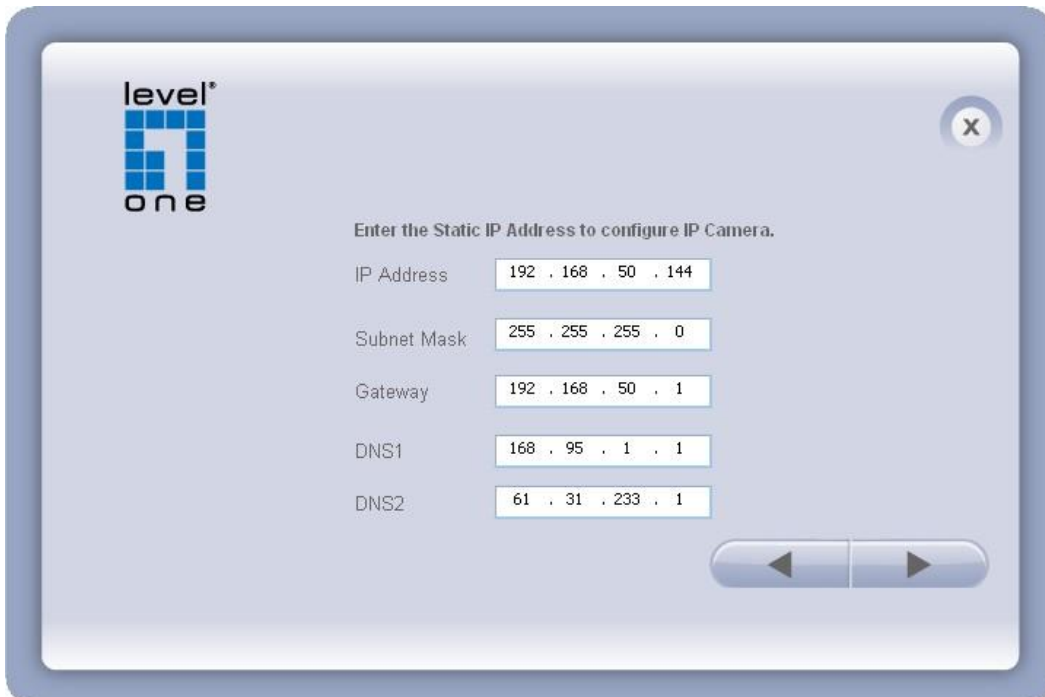 level®
one
X
Enter the Static IP Address to configure IP Camera.
IP Address 192 . 168 . 50 . 144
Subnet Mask 255 . 255 . 255 . 0
Gateway 192 . 168 . 50 . 1
DNS1 168 . 95 . 1 . 1
DNS2 61 . 31 . 233 . 1